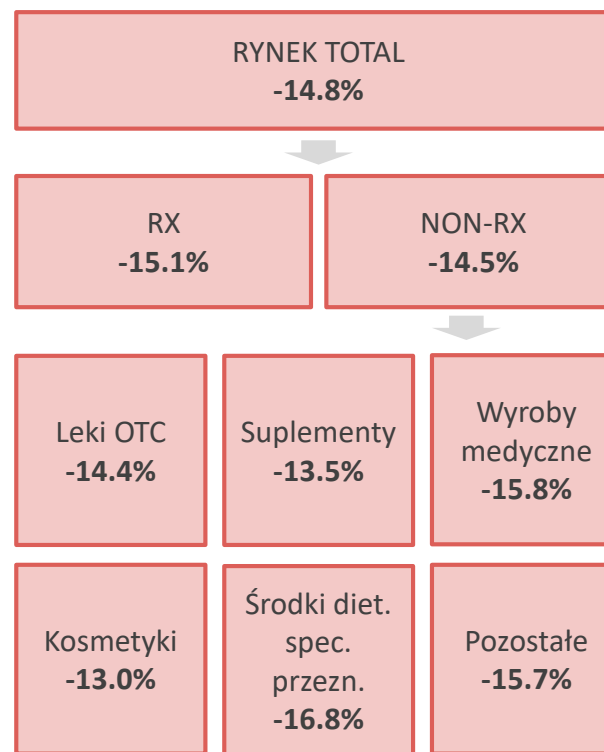 RYNEK TOTAL
-14.8%
RX
-15.1%
NON-RX
-14.5%
Leki OTC
-14.4%
Suplementy
-13.5%
Wyroby
medyczne
-15.8%
Kosmetyki
-13.0%
Środki diet.
spec.
przezn.
-16.8%
Pozostałe
-15.7%